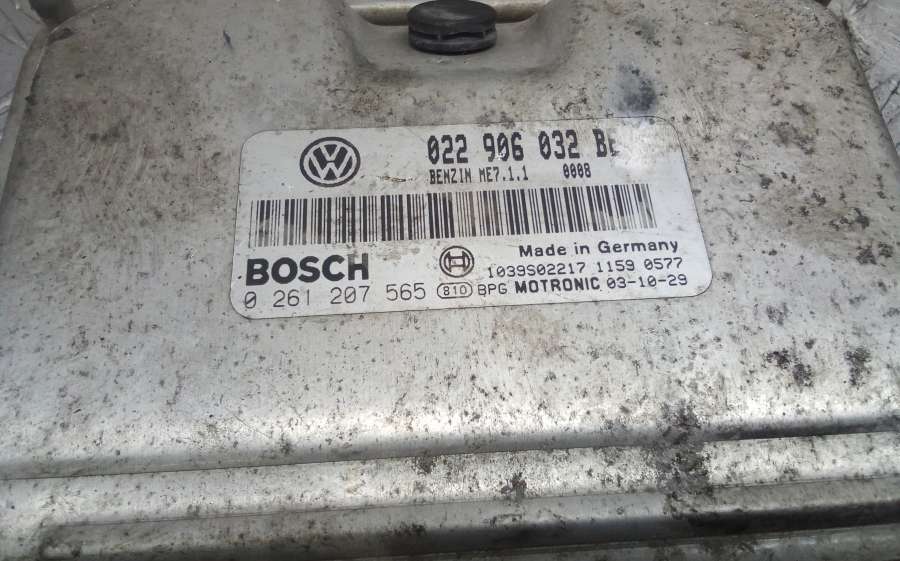 022 906 032 B
BENZIN ME7.1.1 0008
BOSCH
Made in Germany
1039S02217 1159 0577
0 261 207 565 810 BPG MOTRONIC 03-10-29